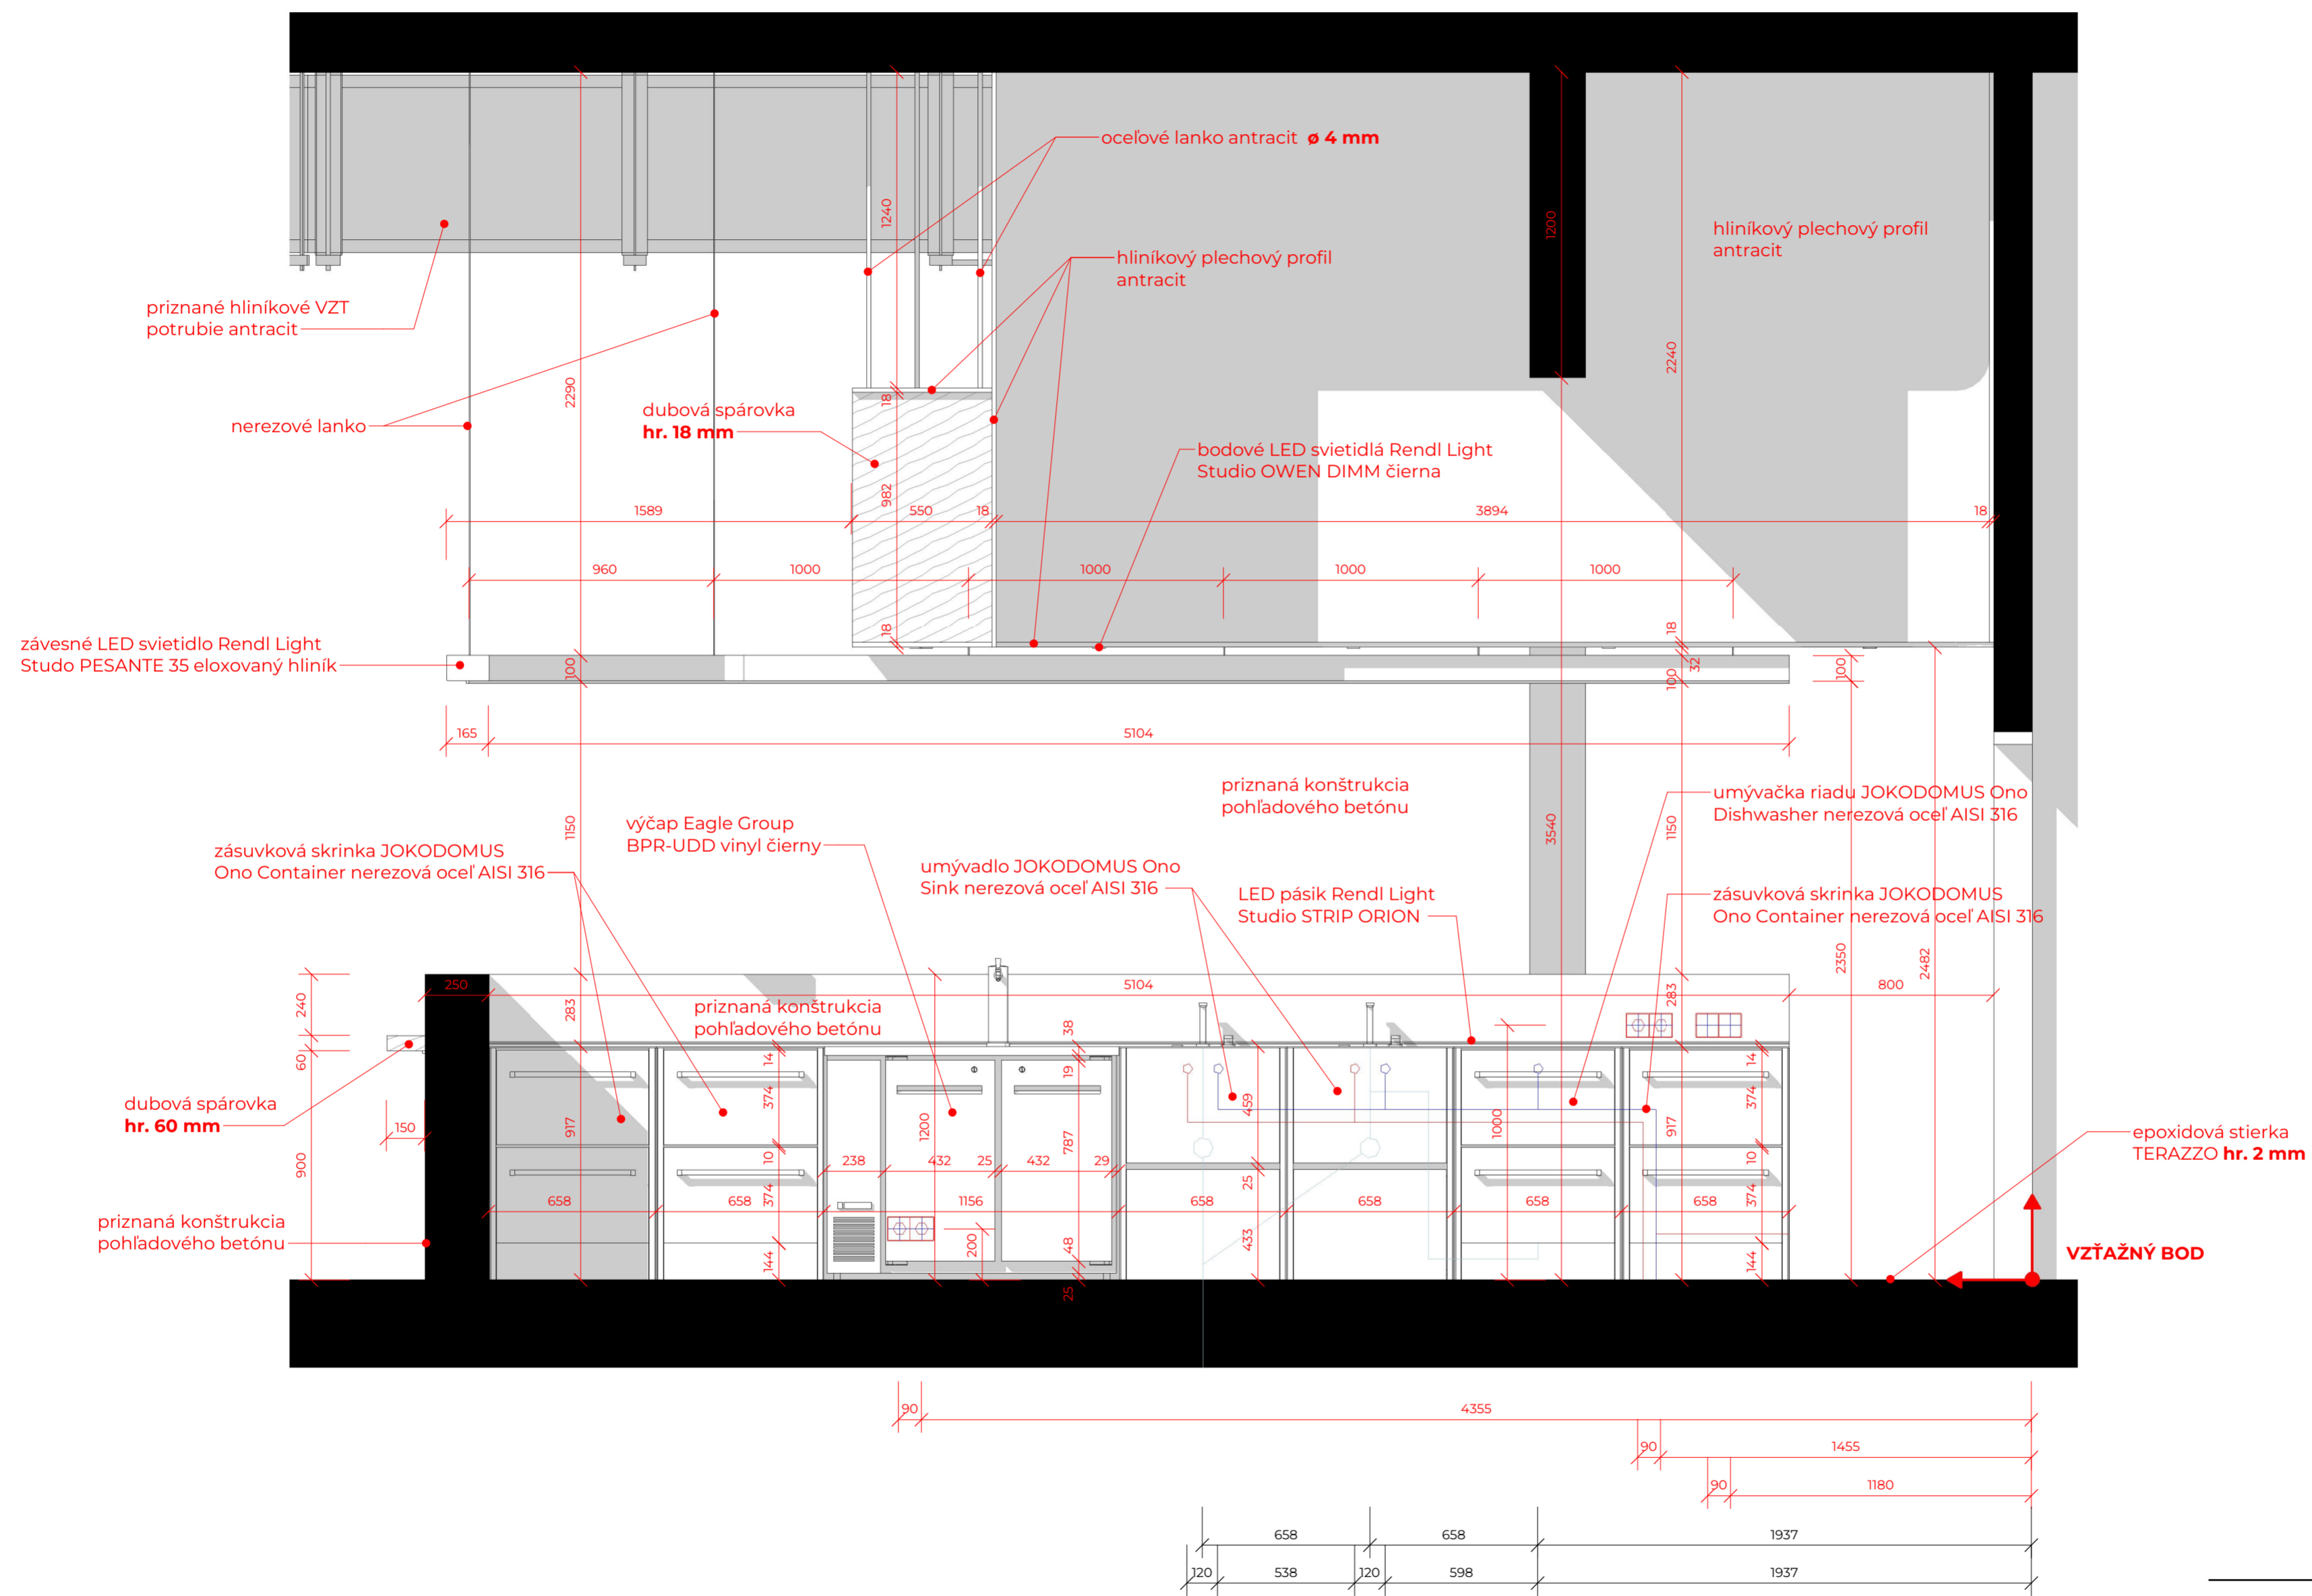 oceľové lanko antracit ø 4 mm
1240
1200
hliníkový plechový profil
antracit
hliníkový plechový profil
antracit
priznané hliníkové VZT
potrubie antracit
2290
2240
nerezové lanko
18
dubová spárovka
hr. 18 mm
bodové LED svietidlá Rendl Light
Studio OWEN DIMM čierna
982
1589
550
18
3894
18
960
1000
1000
1000
1000
18
18
závesné LED svietidlo Rendl Light
Studo PESANTE 35 eloxovaný hliník
100
32
100
100
165
5104
priznaná konštrukcia
pohľadového betónu
umývačka riadu JOKODOMUS Ono
Dishwasher nerezová oceľ AISI 316
1150
3540
1150
výčap Eagle Group
BPR-UDD vinyl čierny
zásuvková skrinka JOKODOMUS
Ono Container nerezová oceľ AISI 316
umývadlo JOKODOMUS Ono
Sink nerezová oceľ AISI 316
LED pásik Rendl Light
Studio STRIP ORION
zásuvková skrinka JOKODOMUS
Ono Container nerezová oceľ AISI 316
2350
2482
250
5104
800
240
283
283
priznaná konštrukcia
pohľadového betónu
38
60
14
19
14
dubová spárovka
hr. 60 mm
374
459
374
150
917
1200
787
1000
917
epoxidová stierka
TERAZZO hr. 2 mm
900
10
238
432
25
432
29
10
374
25
374
658
658
1156
658
658
658
658
priznaná konštrukcia
pohľadového betónu
200
48
433
144
144
VZŤAŽNÝ BOD
25
90
4355
90
1455
90
1180
658
658
1937
120
538
120
598
1937